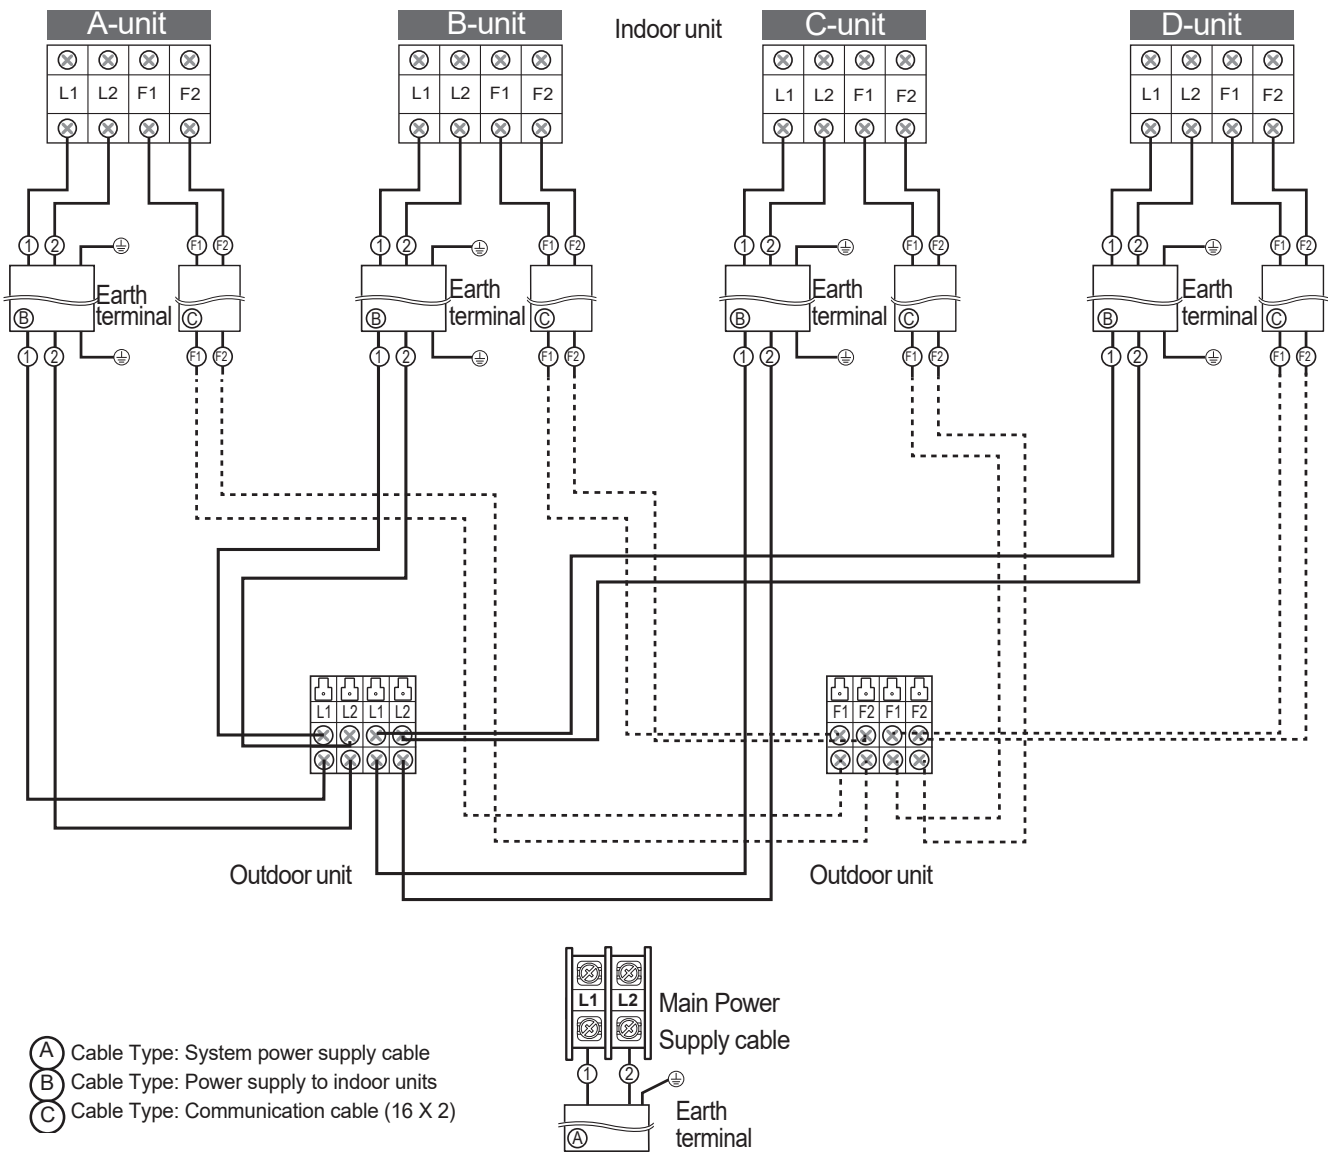 A-unit B-unit Indoor unit C-unit D-unit
L1 L2 F1 F2 L1 L2 F1 F2 L1 L2 F1 F2 L1 L2 F1 F2
1 2 F1 F2 1 2 F1 F2 1 2 F1 F2 1 2 F1 F2
Earth Earth Earth Earth
B terminal C B terminal C B terminal C B terminal C
1 2 F1 F2 1 2 F1 F2 1 2 F1 F2 1 2 F1 F2
L1 L2 L1 L2 F1 F2 F1 F2
Outdoor unit Outdoor unit
L1 L2 Main Power
Supply cable
A Cable Type: System power supply cable
B Cable Type: Power supply to indoor units
C Cable Type: Communication cable (16 X 2)
1 2
Earth
A terminal